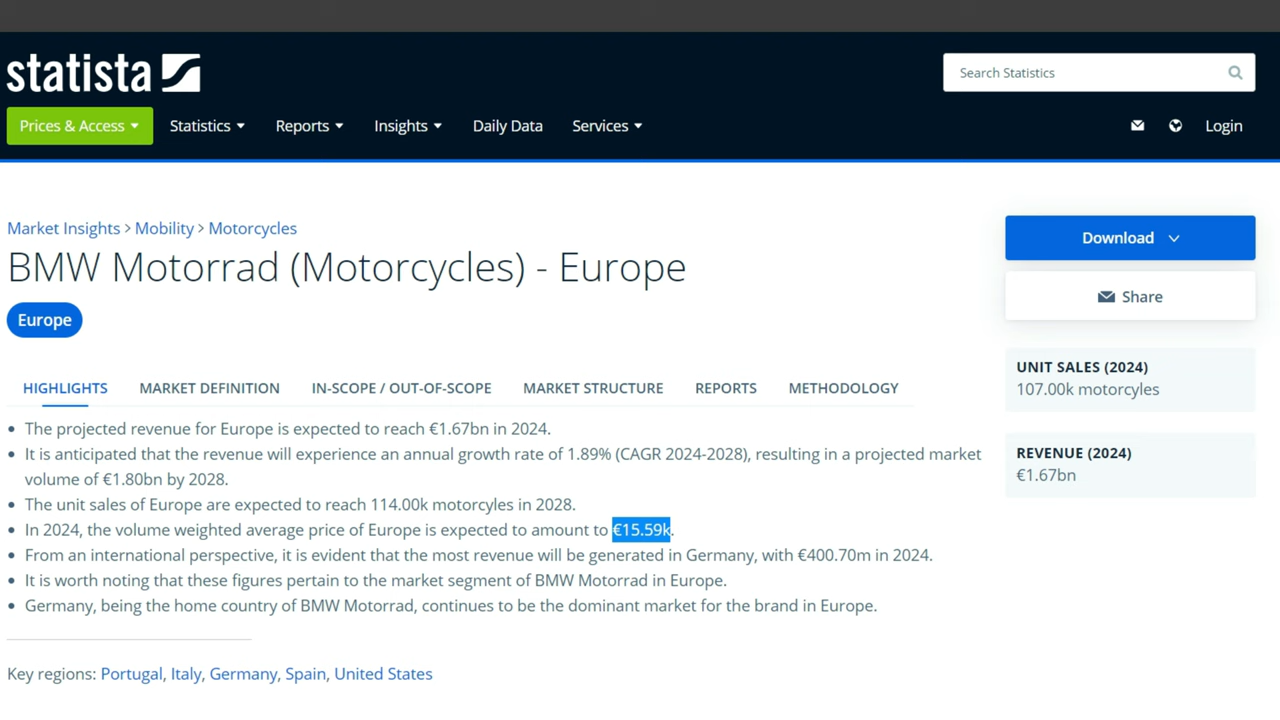 statista
Search Statistics
Prices & Access
Statistics
Reports
Insights
Daily Data
Services
Login
Market Insights > Mobility > Motorcycles
BMW Motorrad (Motorcycles) - Europe
Europe
Download
Share
HIGHLIGHTS
MARKET DEFINITION
IN-SCOPE / OUT-OF-SCOPE
MARKET STRUCTURE
REPORTS
METHODOLOGY
UNIT SALES (2024)
107.00k motorcyles
REVENUE (2024)
€1.67bn
• The projected revenue for Europe is expected to reach €1.67bn in 2024.
• It is anticipated that the revenue will experience an annual growth rate of 1.89% (CAGR 2024-2028), resulting in a projected market
volume of €1.80bn by 2028.
• The unit sales of Europe are expected to reach 114.00k motorcyles in 2028.
• In 2024, the volume weighted average price of Europe is expected to amount to €15.59k.
• From an international perspective, it is evident that the most revenue will be generated in Germany, with €400.70m in 2024.
• It is worth noting that these figures pertain to the market segment of BMW Motorrad in Europe.
• Germany, being the home country of BMW Motorrad, continues to be the dominant market for the brand in Europe.
Key regions: Portugal, Italy, Germany, Spain, United States